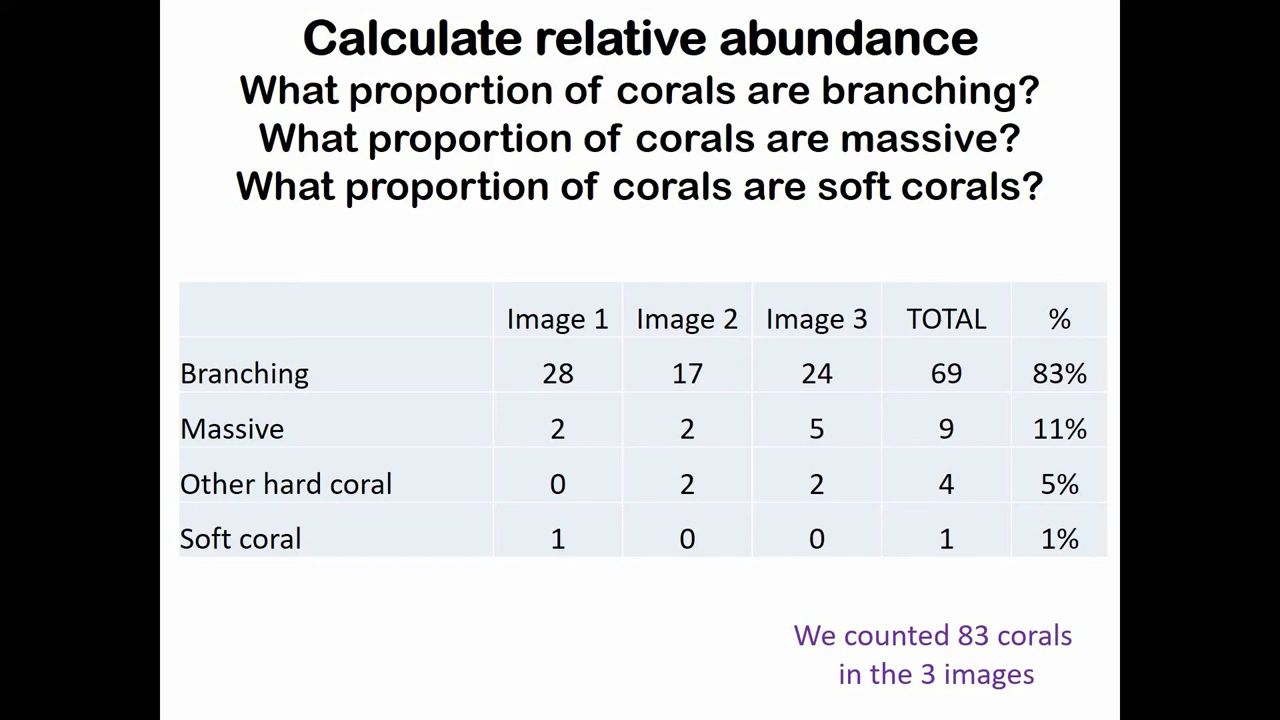 Calculate relative abundance
What proportion of corals are branching?
What proportion of corals are massive?
What proportion of corals are soft corals?
Image 1 Image 2 Image 3 TOTAL %
Branching 28 17 24 69 83%
Massive 2 2 5 9 11%
Other hard coral 0 2 2 4 5%
Soft coral 1 0 0 1 1%
We counted 83 corals
in the 3 images